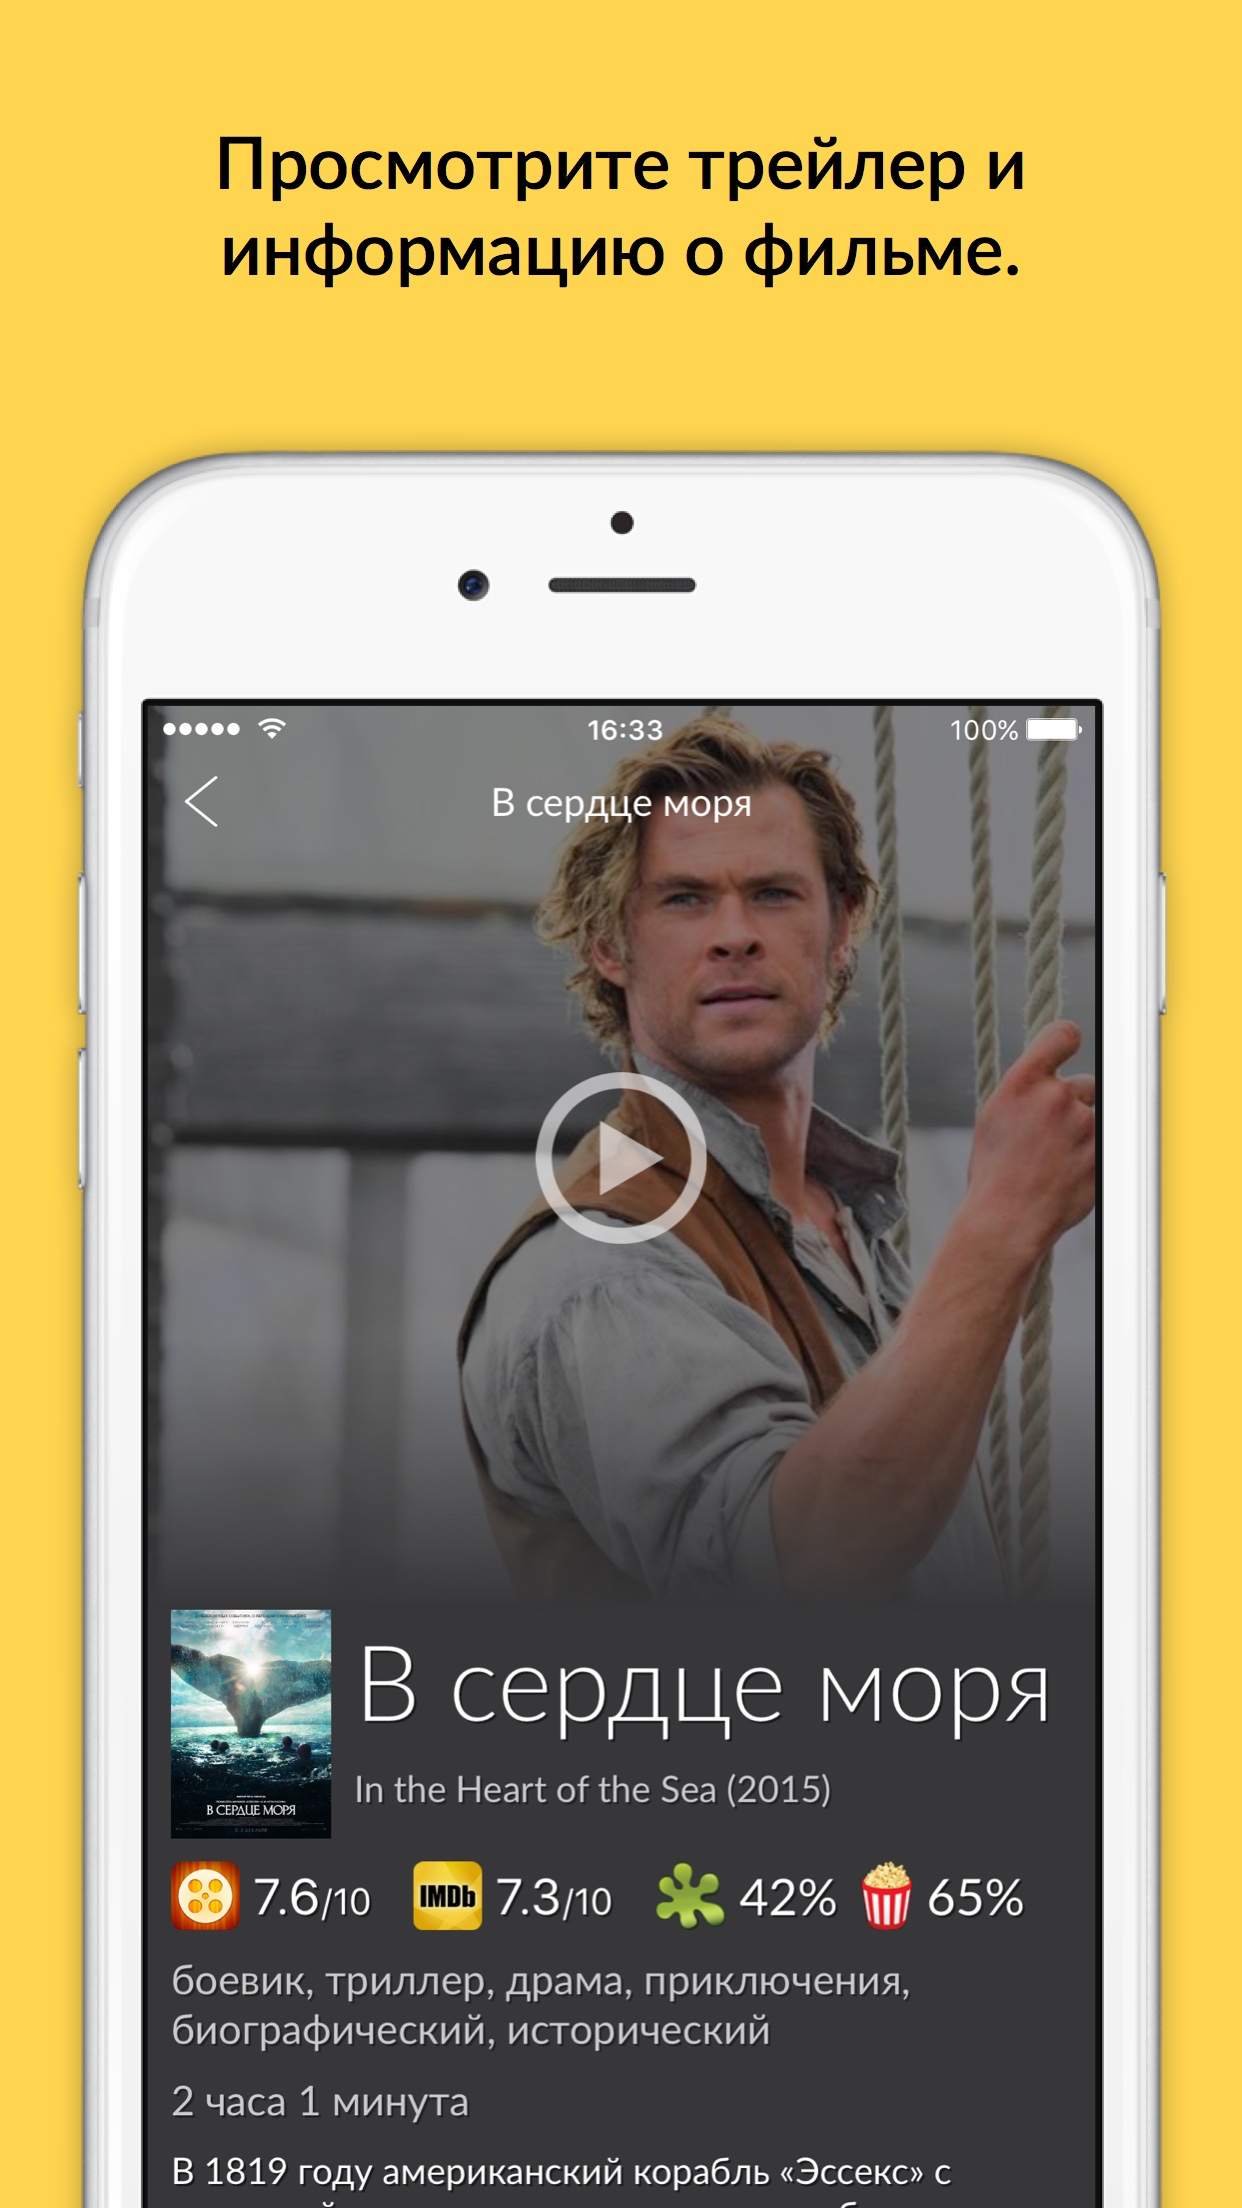 Просмотрите трейлер и
информацию о фильме.
16:33
100%
В сердце моря
В сердце моря
In the Heart of the Sea (2015)
В СЕРДЦЕ МОРЯ
7.6/10 IMDb 7.3/10 42% 65%
боевик, триллер, драма, приключения,
биографический, исторический
2 часа 1 минута
В 1819 году американский корабль «Эссекс» с